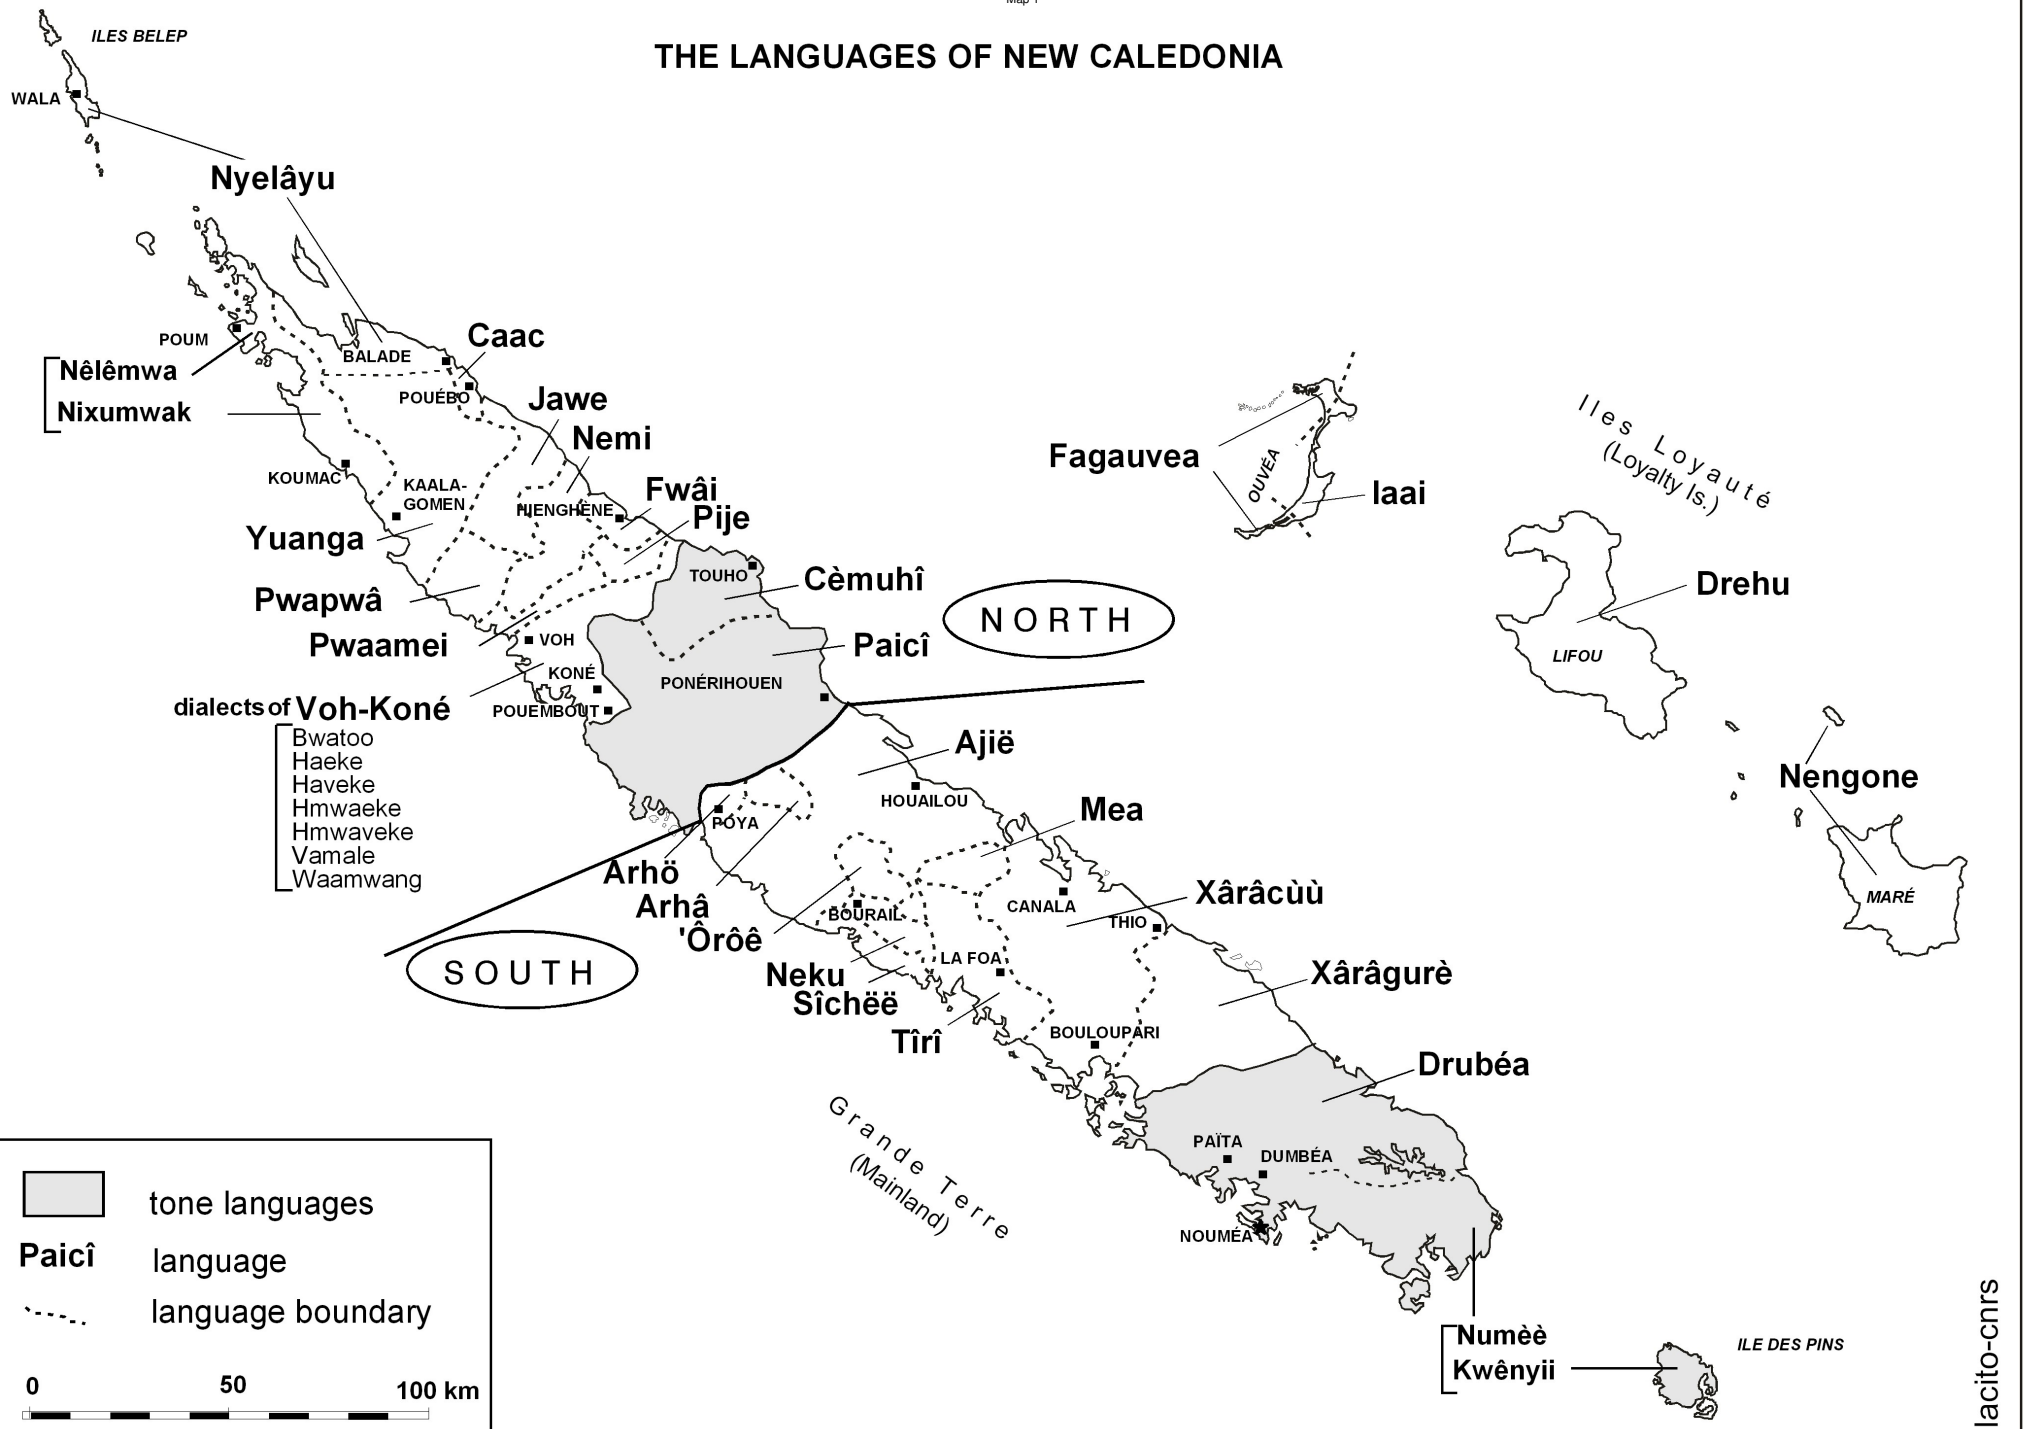 Map 1
THE LANGUAGES OF NEW CALEDONIA
ILES BELEP
WALA
Nyelâyu
POUM
BALADE
Caac
Nêlêmwa
Nixumwak
POUÉBO
Jawe
Nemi
KOUMAC
KAALA-
GOMEN
HIENGHÈNE
Fwâi
Pije
Yuanga
Pwapwâ
Pwaamei
TOUHO
Cèmuhî
NORTH
VOH
KONÉ
Paicî
PONÉRIHOUEN
POUEMBOUT
dialects of Voh-Koné
Bwatoo
Haeke
Haveke
Hmwaeke
Hmwaveke
Vamale
Waamwang
Fagauvea
OUVÉA
Iaai
Iles Loyauté
(Loyalty Is.)
Drehu
LIFOU
Nengone
MARÉ
Ajië
HOUAILOU
Mea
POYA
Arhö
Arhâ
'Ôrôê
BOURAIL
CANALA
THIO
Xârâcùù
SOUTH
Neku
Sîchëë
LA FOA
Xârâgurè
Tîrî
BOULOUPARI
Drubéa
Grande Terre
(Mainland)
PAÏTA
DUMBÉA
NOUMÉA
Numèè
Kwênyii
ILE DES PINS
tone languages
Paicî language
language boundary
0 50 100 km
lacito-cnrs